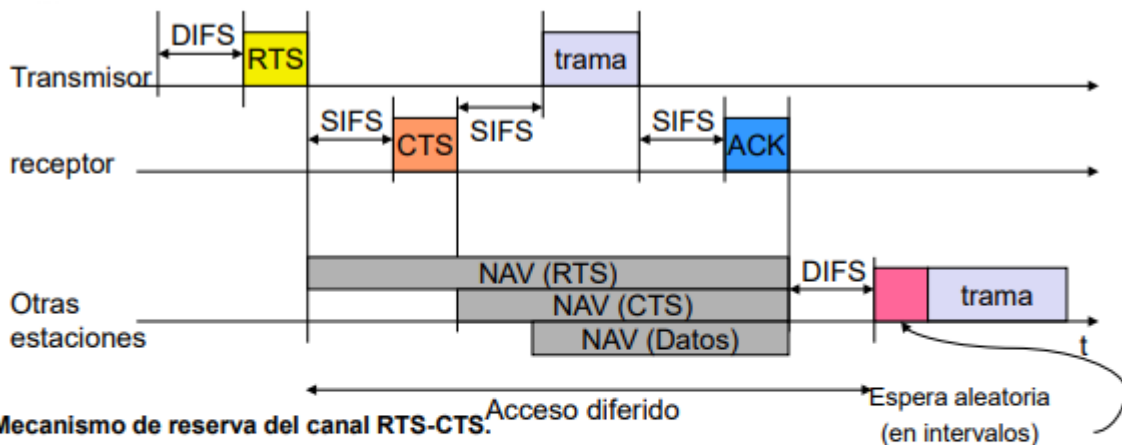 DIFS
RTS
trama
Transmisor
SIFS
SIFS
SIFS
CTS
ACK
receptor
NAV (RTS)
DIFS
NAV (CTS)
trama
Otras
estaciones
NAV (Datos)
t
Acceso diferido
Espera aleatoria
(en intervalos)
Mecanismo de reserva del canal RTS-CTS.